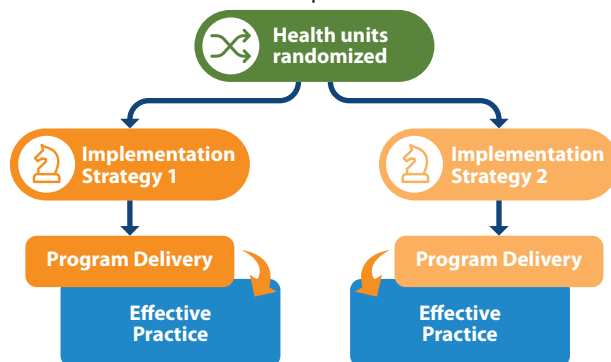 Health units
randomized
Implementation
Strategy 1
Implementation
Strategy 2
Program Delivery
Program Delivery
Effective
Practice
Effective
Practice